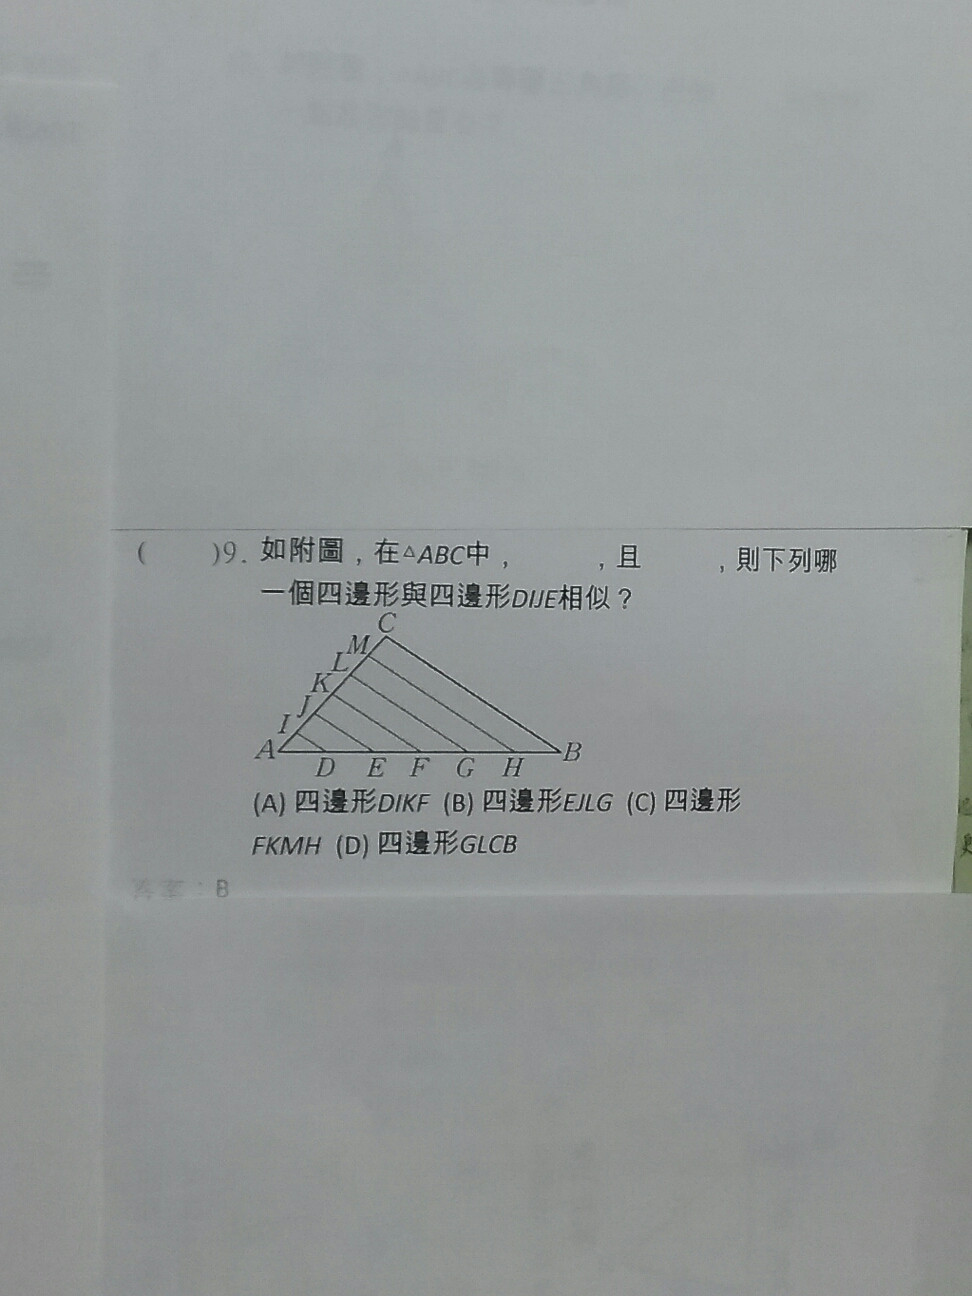 ( )9. 如附圖，在△ABC中， ，且 ，則下列哪
一個四邊形與四邊形DIJE相似？
C
M
L
K
J
I
A
B
D E F G H
(A) 四邊形DIKF (B) 四邊形EJLG (C) 四邊形
FKMH (D) 四邊形GLCB
答案：B